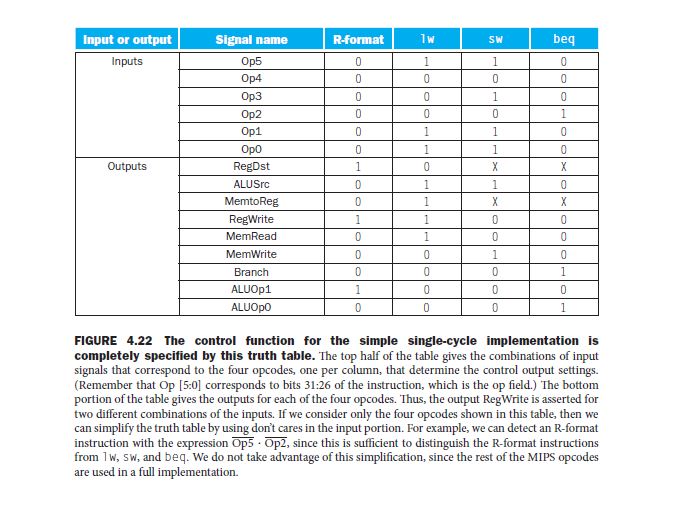 Input or output Signal name R-format lw sw beq
Inputs Op5 0 1 1 0
Op4 0 0 0 0
Op3 0 0 1 0
Op2 0 0 0 1
Op1 0 1 1 0
Op0 0 1 1 0
Outputs RegDst 1 0 X X
ALUSrc 0 1 1 0
MemtoReg 0 1 X X
RegWrite 1 1 0 0
MemRead 0 1 0 0
MemWrite 0 0 1 0
Branch 0 0 0 1
ALUOp1 1 0 0 0
ALUOp0 0 0 0 1
FIGURE 4.22 The control function for the simple single-cycle implementation is
completely specified by this truth table. The top half of the table gives the combinations of input
signals that correspond to the four opcodes, one per column, that determine the control output settings.
(Remember that Op [5:0] corresponds to bits 31:26 of the instruction, which is the op field.) The bottom
portion of the table gives the outputs for each of the four opcodes. Thus, the output RegWrite is asserted for
two different combinations of the inputs. If we consider only the four opcodes shown in this table, then we
can simplify the truth table by using don't cares in the input portion. For example, we can detect an R-format
instruction with the expression O̅p̅5̅ · O̅p̅2̅, since this is sufficient to distinguish the R-format instructions
from lw, sw, and beq. We do not take advantage of this simplification, since the rest of the MIPS opcodes
are used in a full implementation.